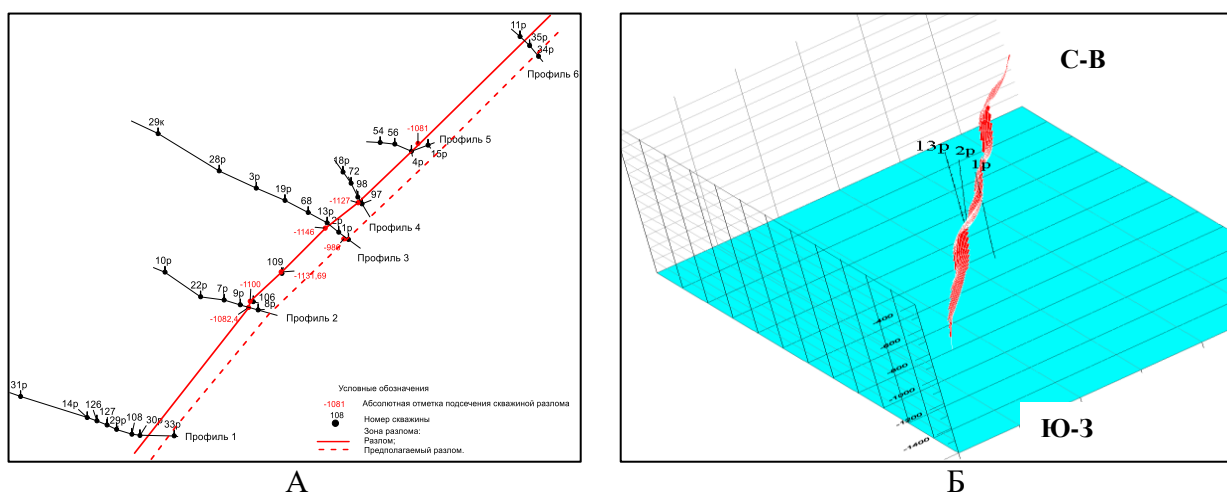 11р
35р
34р
Профиль 6
29к
54
56
-1081
Профиль 5
4р
15р
28р
18р
72
98
97
-1127
3р
19р
68
13р
2р
1р
-1146
-980
Профиль 4
Профиль 3
109
-1131,69
10р
-1100
22р
7р
9р
106
8р
-1082,4
Профиль 2
31р
14р
126
127
29р
108
30р
33р
Профиль 1
Условные обозначения
-1081 Абсолютная отметка подсечения скважиной разлома
108 Номер скважины
Зона разлома:
Разлом;
Предполагаемый разлом.
А
С-В
13р
2р
1р
-400
-600
-800
-1000
-1200
-1400
Ю-З
Б